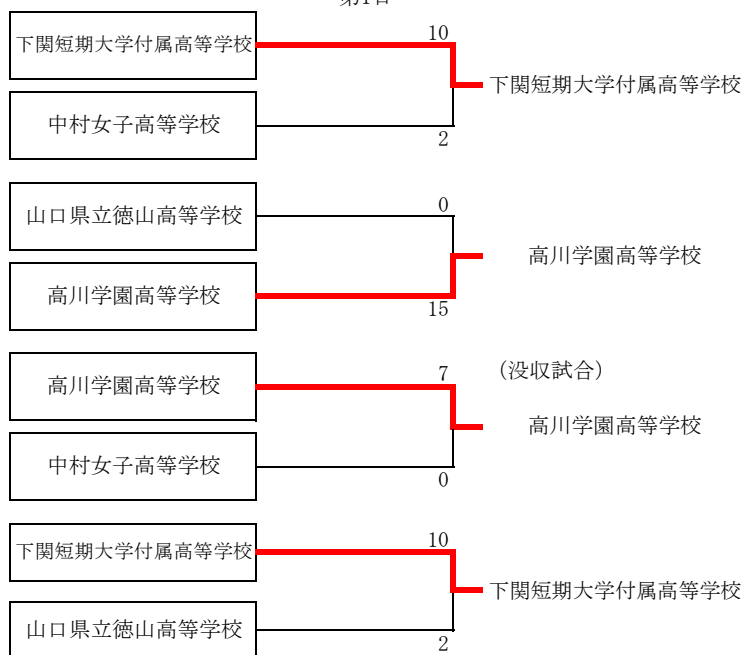 第1日
下関短期大学付属高等学校
10
下関短期大学付属高等学校
中村女子高等学校
2
山口県立徳山高等学校
0
高川学園高等学校
高川学園高等学校
15
高川学園高等学校
7
(没収試合)
高川学園高等学校
中村女子高等学校
0
下関短期大学付属高等学校
10
下関短期大学付属高等学校
山口県立徳山高等学校
2